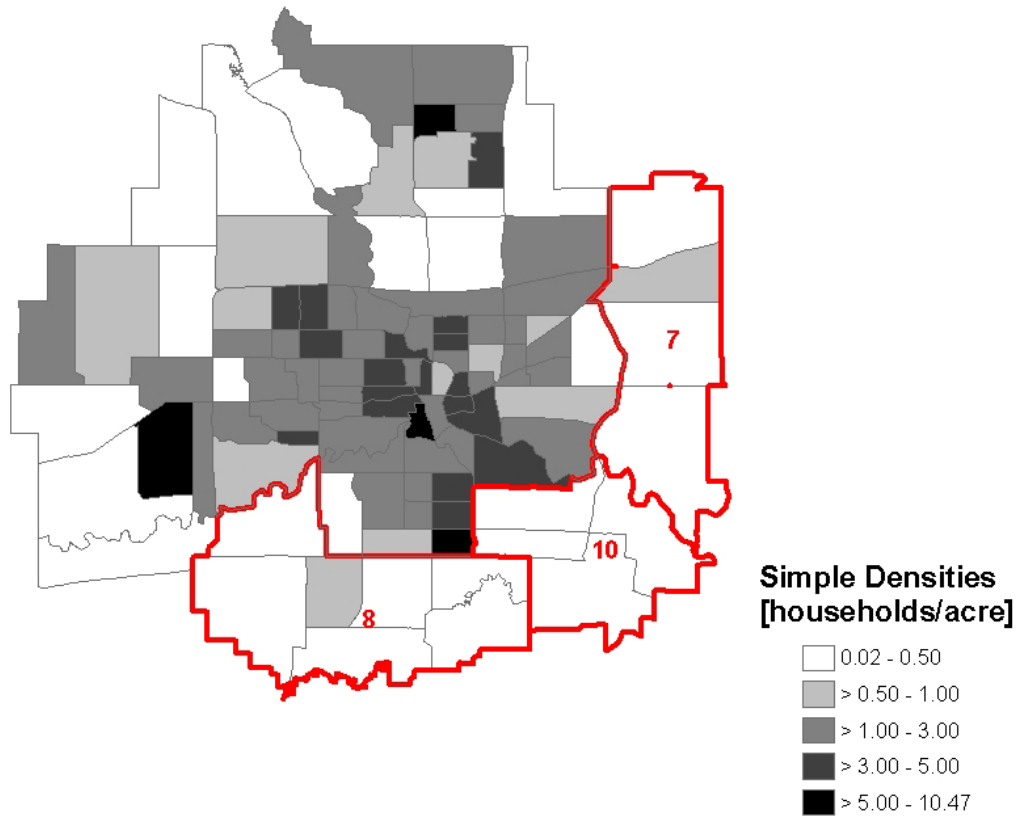 7
10
8
Simple Densities
[households/acre]
0.02 - 0.50
> 0.50 - 1.00
> 1.00 - 3.00
> 3.00 - 5.00
> 5.00 - 10.47